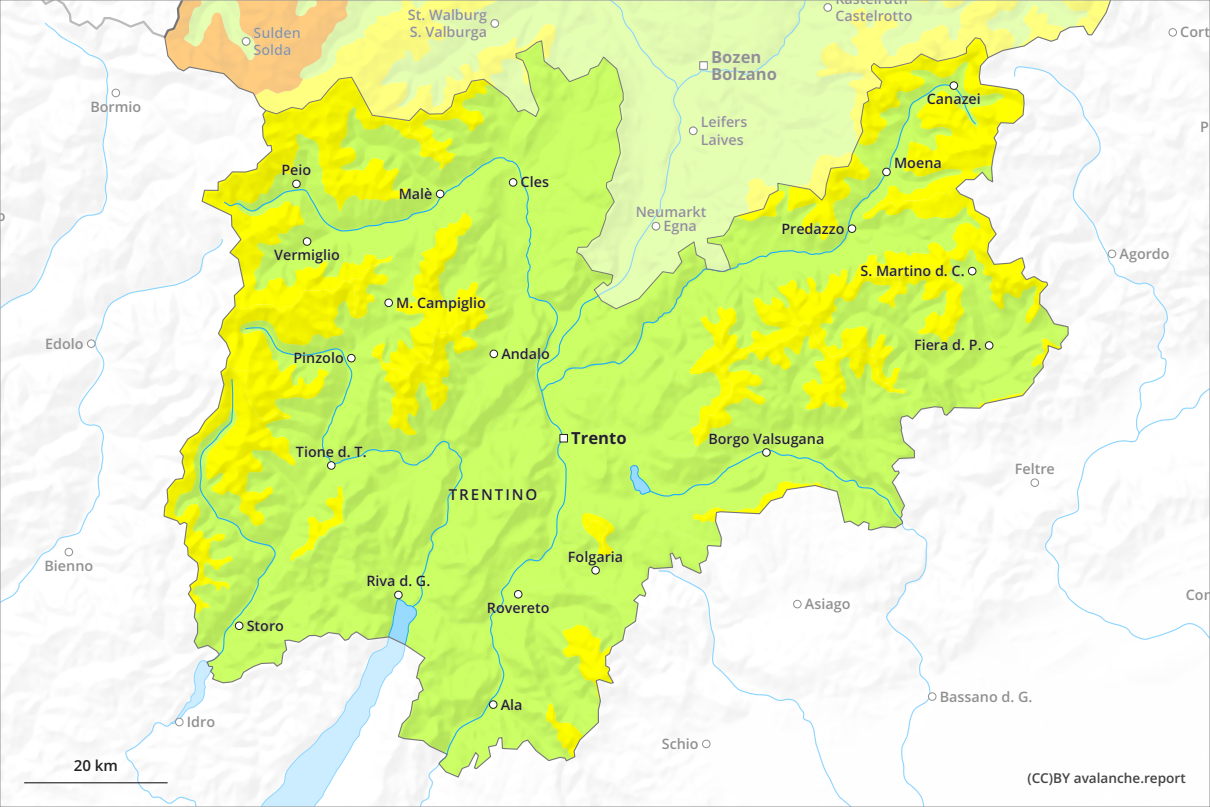 Kastelruth
Castelrotto
St. Walburg
S. Valburga
Sulden
Solda
Cort
Bozen
Bolzano
Bormio
Canazei
Leifers
Laives
P
Moena
Peio
Cles
Malè
Neumarkt
Egna
Predazzo
Vermiglio
Agordo
S. Martino d. C.
M. Campiglio
Edolo
Fiera d. P.
Andalo
Pinzolo
Trento
Borgo Valsugana
Tione d. T.
Feltre
TRENTINO
Bienno
Folgaria
Riva d. G.
Cor
Asiago
Rovereto
Storo
Bassano d. G.
Ala
Idro
Schio
20 km
(CC)BY avalanche.report